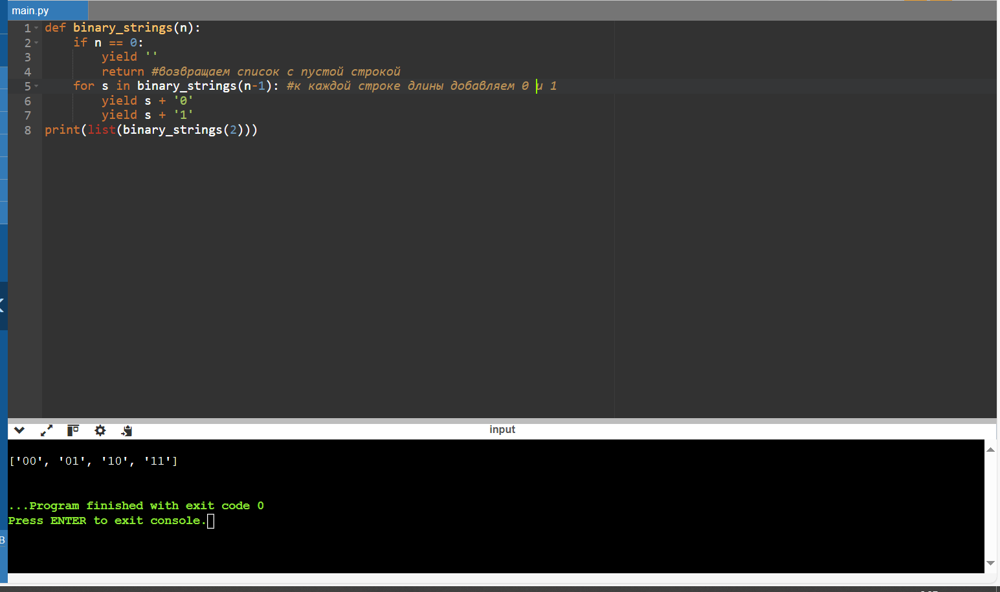 main.py
1 def binary_strings(n):
2     if n == 0:
3         yield ''
4         return #возвращаем список с пустой строкой
5     for s in binary_strings(n-1): #к каждой строке длины добавляем 0 и 1
6         yield s + '0'
7         yield s + '1'
8 print(list(binary_strings(2)))
input
['00', '01', '10', '11']
...Program finished with exit code 0
Press ENTER to exit console.
B